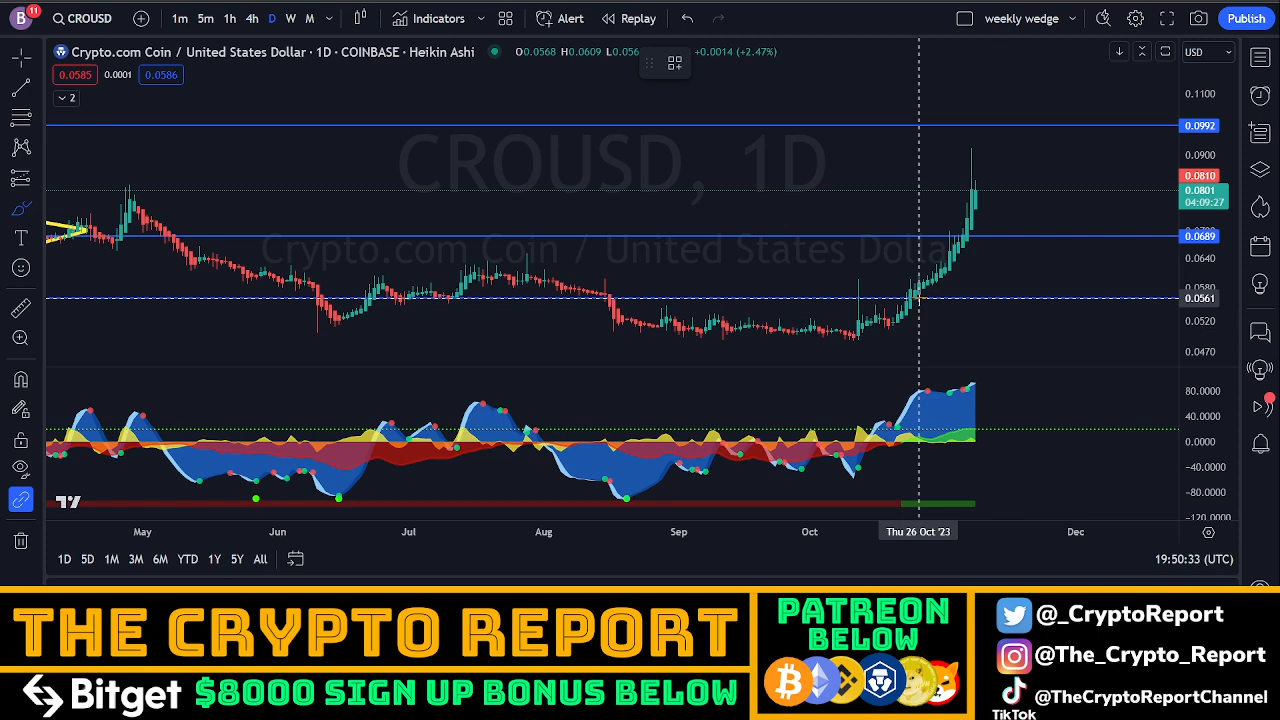 B 11 CROUSD 1m 5m 1h 4h D W M Indicators Alert Replay weekly wedge Publish
Crypto.com Coin / United States Dollar · 1D · COINBASE · Heikin Ashi O0.0568 H0.0609 L0.056 +0.0014 (+2.47%) USD
0.0585 0.0001 0.0586
2
0.1100
0.0992
CROUSD, 1D
Crypto.com Coin / United States Dollar
0.0900
0.0810
0.0801
04:09:27
0.0689
0.0640
0.0580
0.0561
0.0520
0.0470
80.0000
40.0000
0.0000
-40.0000
-80.0000
-120.0000
May Jun Jul Aug Sep Oct Thu 26 Oct '23 Dec
1D 5D 1M 3M 6M YTD 1Y 5Y All 19:50:33 (UTC)
THE CRYPTO REPORT
Bitget $8000 SIGN UP BONUS BELOW
PATREON
BELOW
@_CryptoReport
@The_Crypto_Report
TikTok @TheCryptoReportChannel